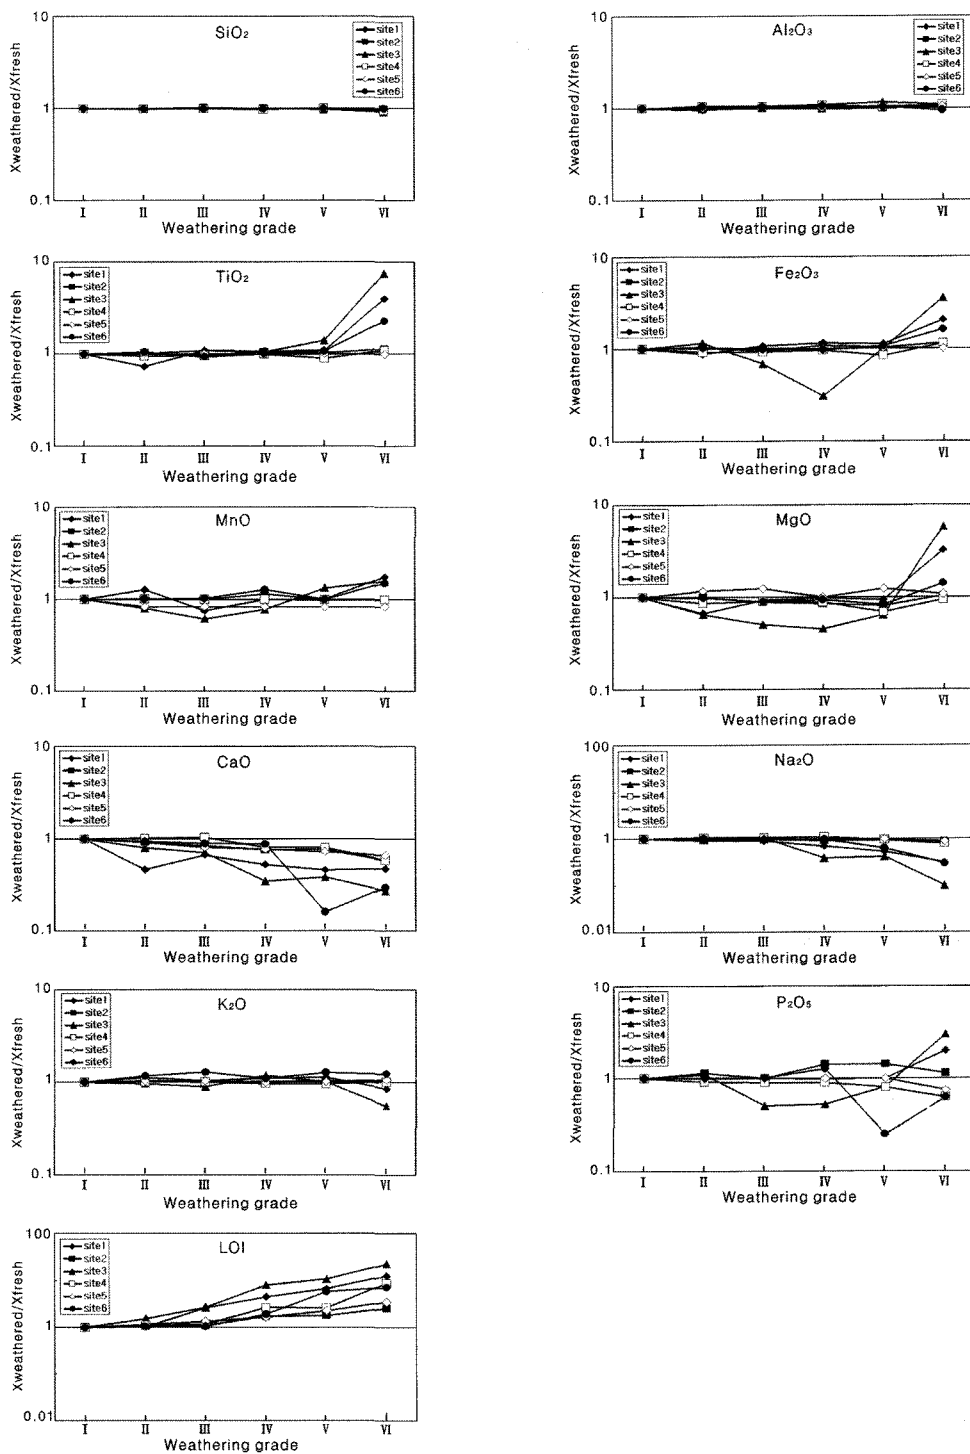 SiO₂
10
1
0.1
Xweathered/Xfresh
site1
site2
site3
site4
site5
site6
I II III IV V VI
Weathering grade
Al₂O₃
10
1
0.1
Xweathered/Xfresh
site1
site2
site3
site4
site5
site6
I II III IV V VI
Weathering grade
TiO₂
10
1
0.1
Xweathered/Xfresh
site1
site2
site3
site4
site5
site6
I II III IV V VI
Weathering grade
Fe₂O₃
10
1
0.1
Xweathered/Xfresh
site1
site2
site3
site4
site5
site6
I II III IV V VI
Weathering grade
MnO
10
1
0.1
Xweathered/Xfresh
site1
site2
site3
site4
site5
site6
I II III IV V VI
Weathering grade
MgO
10
1
0.1
Xweathered/Xfresh
site1
site2
site3
site4
site5
site6
I II III IV V VI
Weathering grade
CaO
10
1
0.1
Xweathered/Xfresh
site1
site2
site3
site4
site5
site6
I II III IV V VI
Weathering grade
Na₂O
100
1
0.01
Xweathered/Xfresh
site1
site2
site3
site4
site5
site6
I II III IV V VI
Weathering grade
K₂O
10
1
0.1
Xweathered/Xfresh
site1
site2
site3
site4
site5
site6
I II III IV V VI
Weathering grade
P₂O₅
10
1
0.1
Xweathered/Xfresh
site1
site2
site3
site4
site5
site6
I II III IV V VI
Weathering grade
LOI
100
1
0.01
Xweathered/Xfresh
site1
site2
site3
site4
site5
site6
I II III IV V VI
Weathering grade